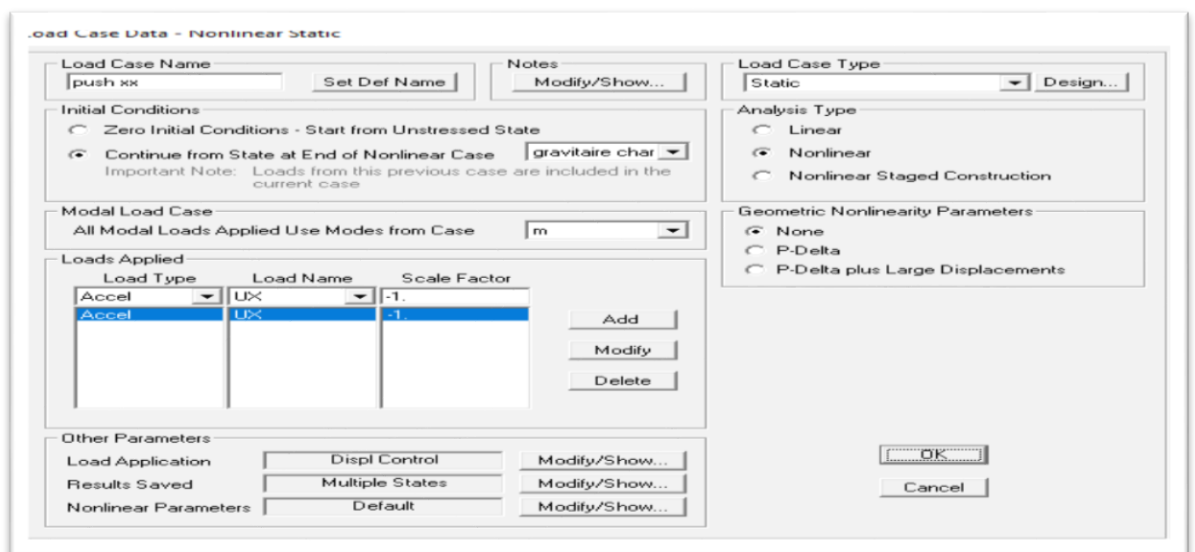 Load Case Data - Nonlinear Static
Load Case Name
push xx
Set Def Name
Notes
Modify/Show...
Load Case Type
Static
Design...
Initial Conditions
Zero Initial Conditions - Start from Unstressed State
Continue from State at End of Nonlinear Case
gravitaire char
Important Note: Loads from this previous case are included in the
current case
Analysis Type
Linear
Nonlinear
Nonlinear Staged Construction
Modal Load Case
All Modal Loads Applied Use Modes from Case
m
Geometric Nonlinearity Parameters
None
P-Delta
P-Delta plus Large Displacements
Loads Applied
Load Type Load Name Scale Factor
Accel UX -1.
Accel UX -1.
Add
Modify
Delete
Other Parameters
Load Application Displ Control Modify/Show...
Results Saved Multiple States Modify/Show...
Nonlinear Parameters Default Modify/Show...
OK
Cancel